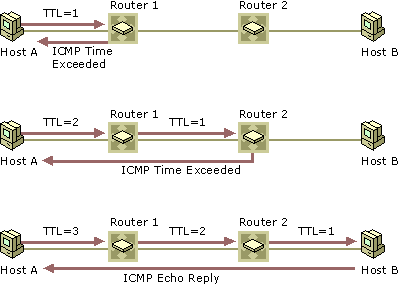 TTL=1 Router 1 Router 2
Host A ICMP Time Exceeded Host B
TTL=2 Router 1 TTL=1 Router 2
Host A ICMP Time Exceeded Host B
TTL=3 Router 1 TTL=2 Router 2 TTL=1
Host A ICMP Echo Reply Host B